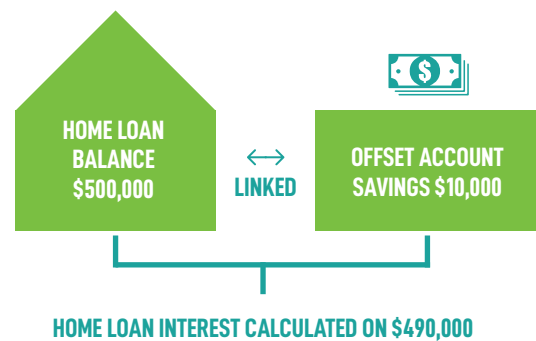 $
HOME LOAN
BALANCE
$500,000
LINKED
OFFSET ACCOUNT
SAVINGS $10,000
HOME LOAN INTEREST CALCULATED ON $490,000